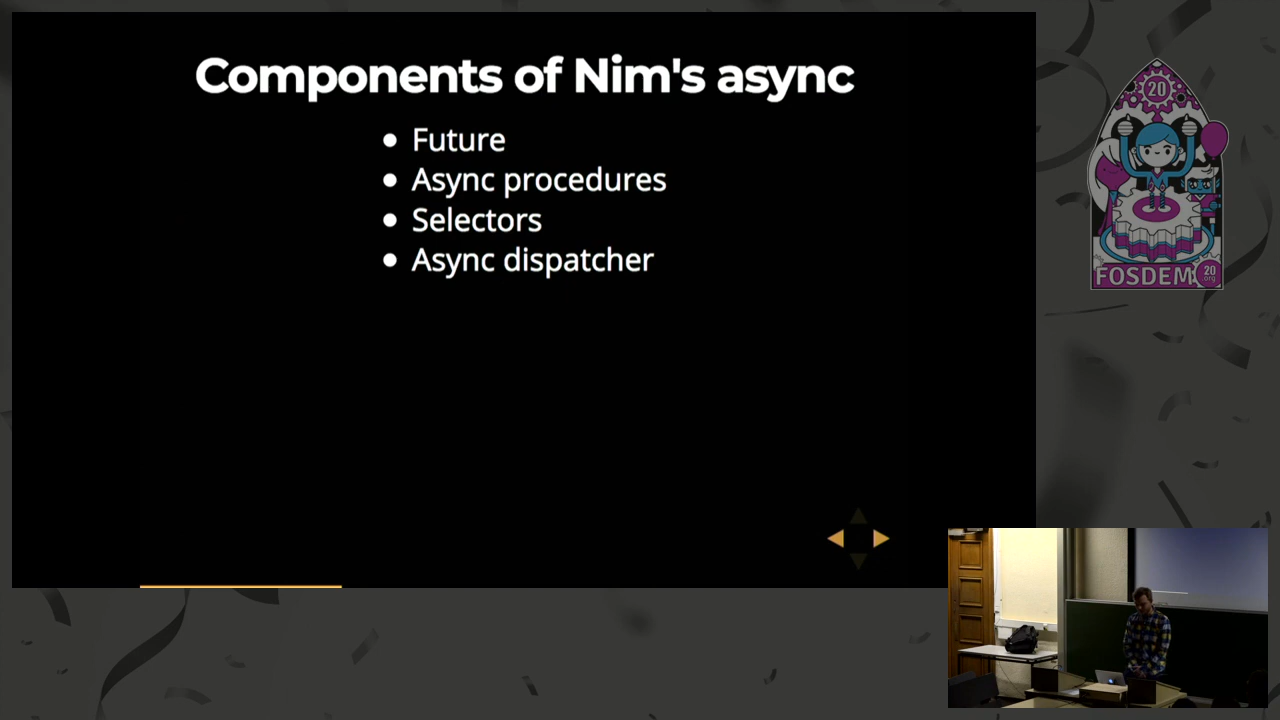 Components of Nim's async
Future
Async procedures
Selectors
Async dispatcher
20
FOSDEM
20
.org